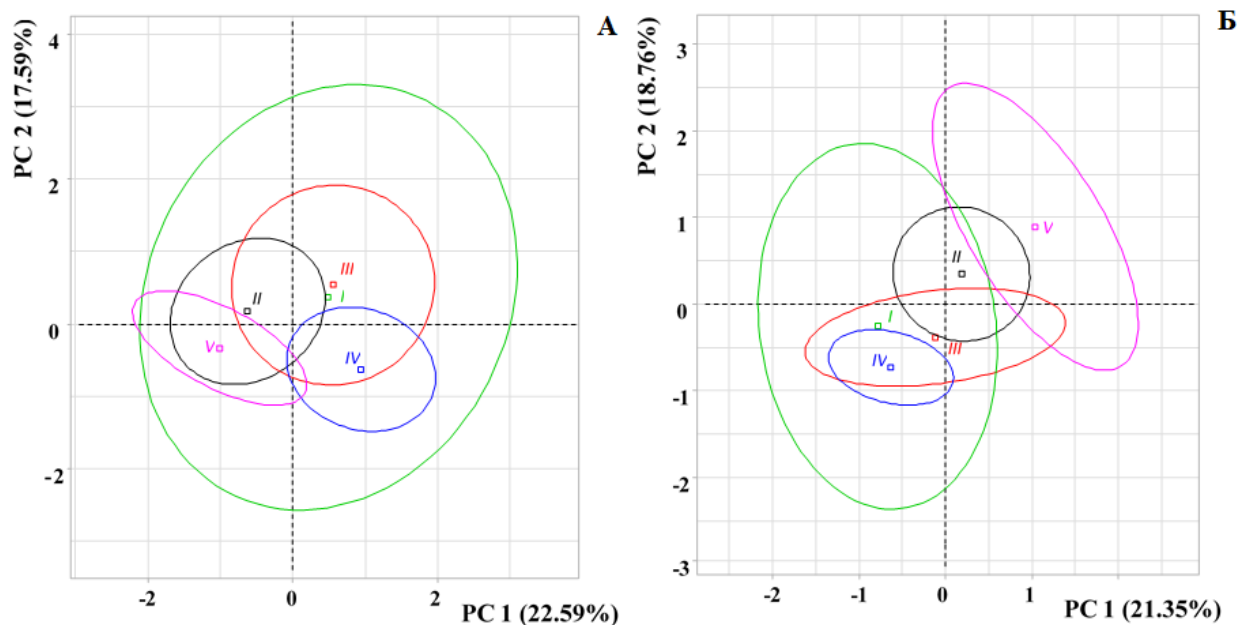 А
PC 2 (17.59%)
4
2
0
-2
III
I
II
V
IV
-2
0
2
PC 1 (22.59%)
Б
PC 2 (18.76%)
3
2
1
0
-1
-2
-3
V
II
I
III
IV
-2
-1
0
1
PC 1 (21.35%)